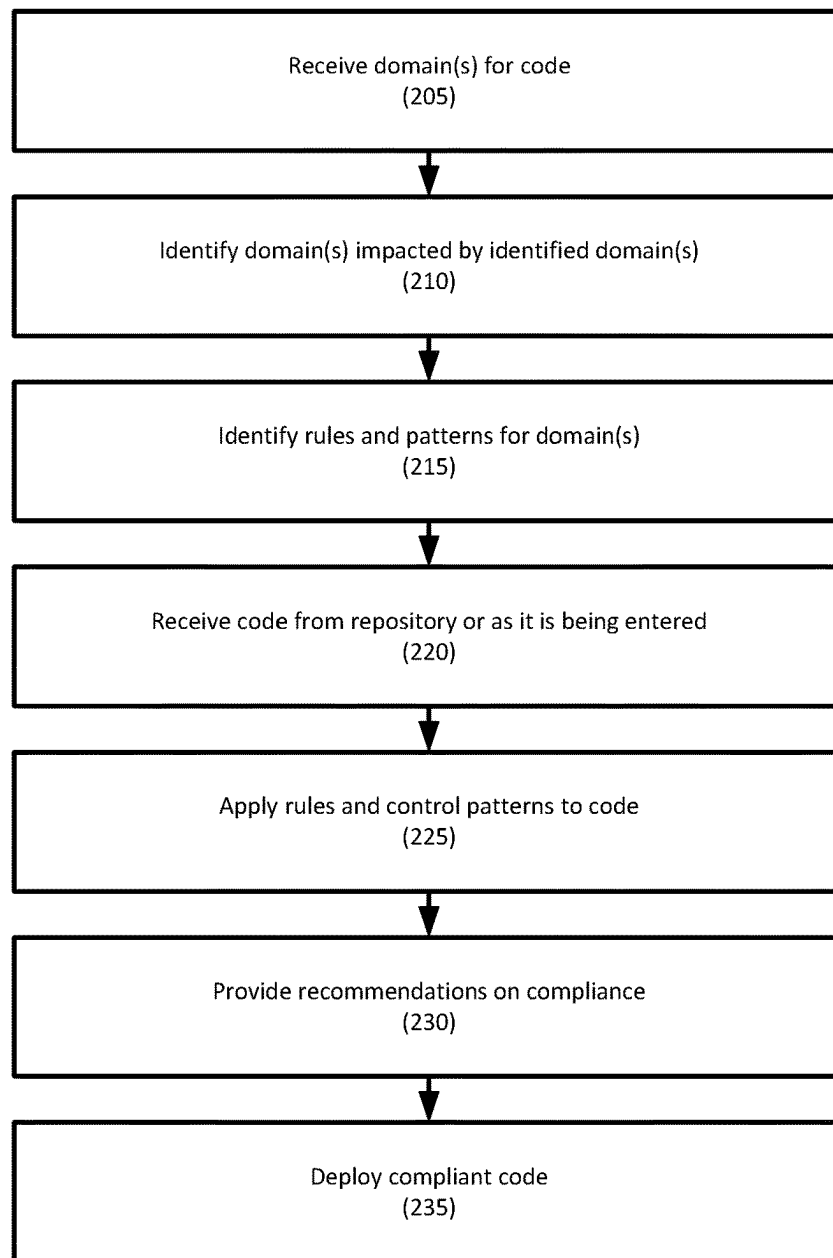 Receive domain(s) for code
(205)
Identify domain(s) impacted by identified domain(s)
(210)
Identify rules and patterns for domain(s)
(215)
Receive code from repository or as it is being entered
(220)
Apply rules and control patterns to code
(225)
Provide recommendations on compliance
(230)
Deploy compliant code
(235)